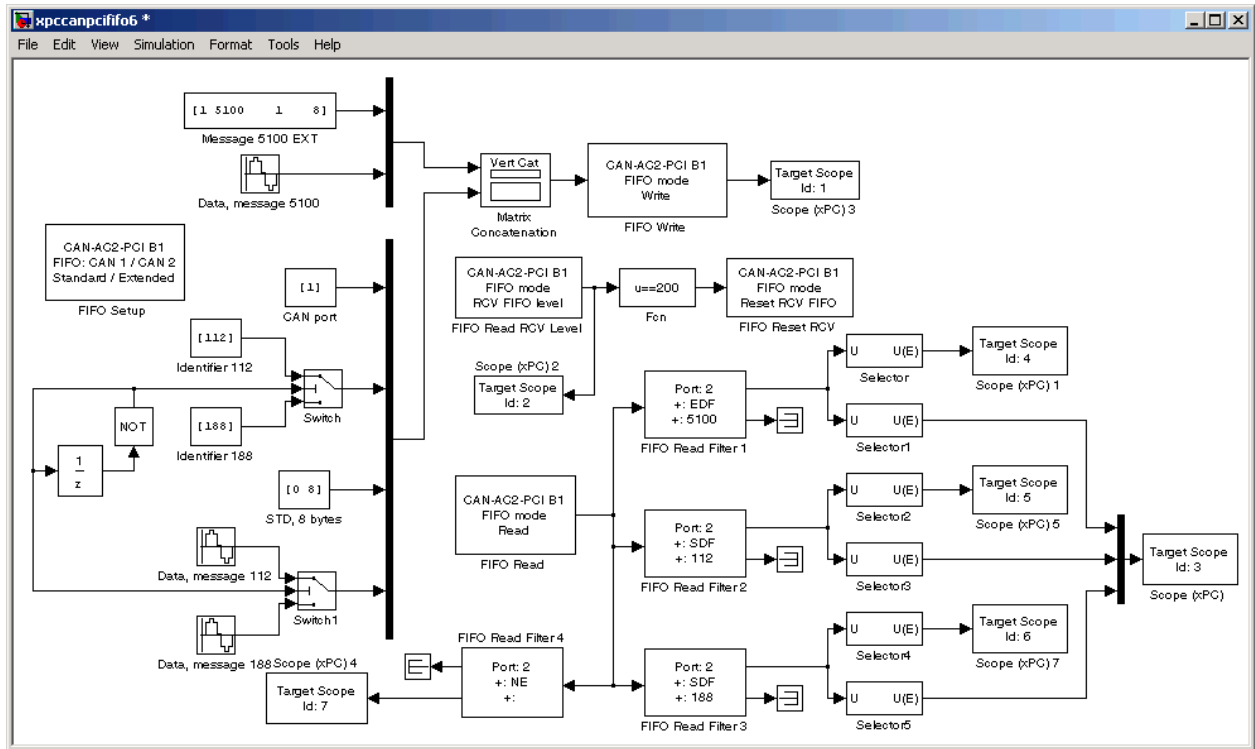 xpccanpcififo6 *
File Edit View Simulation Format Tools Help
[1 5100 1 8]
Message 5100 EXT
Data, message 5100
Vert Cat
Matrix
Concatenation
CAN-AC2-PCI B1
FIFO mode
Write
FIFO Write
Target Scope
Id: 1
Scope (xPC) 3
CAN-AC2-PCI B1
FIFO: CAN 1 / CAN 2
Standard / Extended
FIFO Setup
[1]
CAN port
CAN-AC2-PCI B1
FIFO mode
RCV FIFO level
FIFO Read RCV Level
u==200
Fcn
CAN-AC2-PCI B1
FIFO mode
Reset RCV FIFO
FIFO Reset RCV
[112]
Identifier 112
Switch
NOT
[188]
Identifier 188
1
z
Scope (xPC) 2
Target Scope
Id: 2
Port: 2
+: EDF
+: 5100
FIFO Read Filter1
U U(E)
Selector
Target Scope
Id: 4
Scope (xPC) 1
U U(E)
Selector1
[0 8]
STD, 8 bytes
CAN-AC2-PCI B1
FIFO mode
Read
FIFO Read
Port: 2
+: SDF
+: 112
FIFO Read Filter2
U U(E)
Selector2
Target Scope
Id: 5
Scope (xPC) 5
U U(E)
Selector3
Target Scope
Id: 3
Scope (xPC)
Data, message 112
Switch1
Data, message 188
Scope (xPC) 4
Target Scope
Id: 7
FIFO Read Filter4
Port: 2
+: NE
+:
Port: 2
+: SDF
+: 188
FIFO Read Filter3
U U(E)
Selector4
Target Scope
Id: 6
Scope (xPC) 7
U U(E)
Selector5